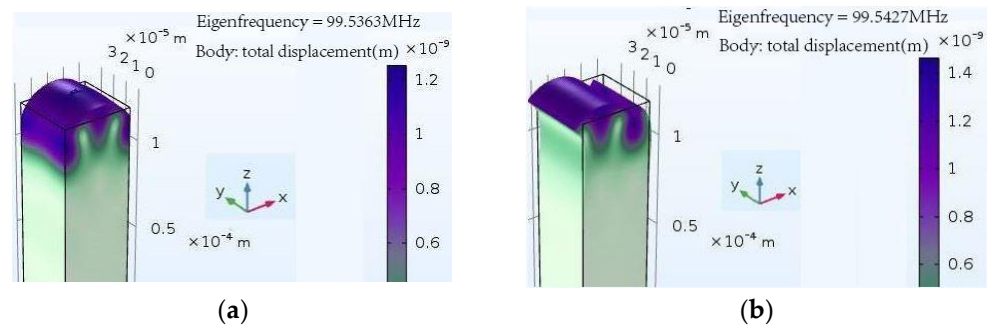 Eigenfrequency = 99.5363MHz
×10⁻⁵ m
Body: total displacement(m) ×10⁻⁹
3 2 1 0
1.2
1
1
0.8
z
y x
0.5
×10⁻⁴ m
0.6
(a)
Eigenfrequency = 99.5427MHz
×10⁻⁵ m
Body: total displacement(m) ×10⁻⁹
3 2 1 0
1.4
1.2
1
1
z
y x
0.8
0.5
×10⁻⁴ m
0.6
(b)